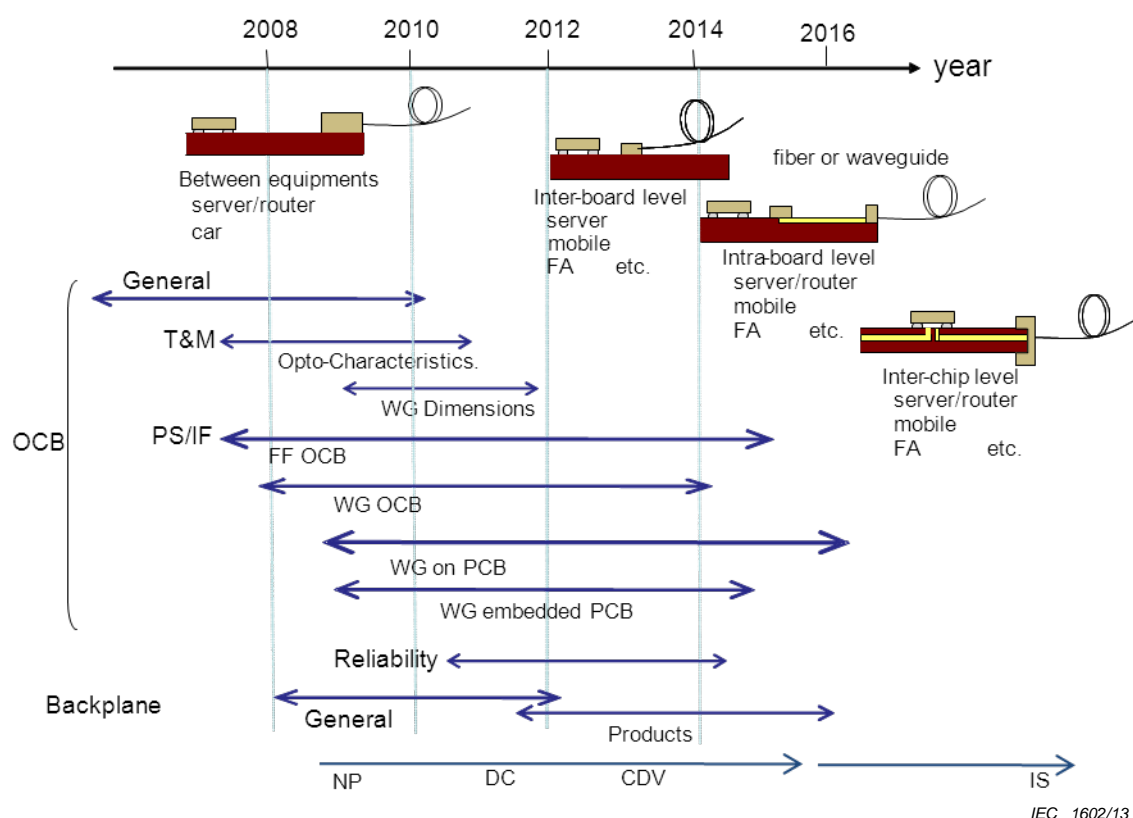 2008
2010
2012
2014
2016
year
Between equipments
server/router
car
Inter-board level
server
mobile
FA etc.
fiber or waveguide
Intra-board level
server/router
mobile
FA etc.
Inter-chip level
server/router
mobile
FA etc.
OCB
General
T&M
Opto-Characteristics.
WG Dimensions
PS/IF
FF OCB
WG OCB
WG on PCB
WG embedded PCB
Reliability
Backplane
General
Products
NP
DC
CDV
IS
IEC 1602/13